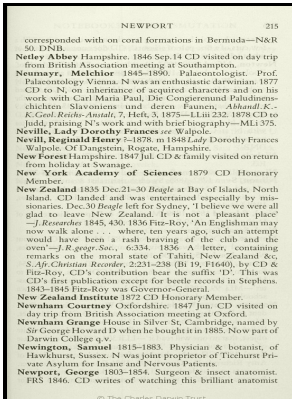 NEWPORT 215
corresponded with on coral formations in Bermuda—N&R
50. DNB.
Netley Abbey Hampshire. 1846 Sep.14 CD visited on day trip
from British Association meeting at Southampton.
Neumayr, Melchior 1845–1890. Palaeontologist. Prof.
Palaeontology Vienna. N was an enthusiastic darwinian. 1877
CD to N, on inheritance of acquired characters and on his
work with Carl Maria Paul, Die Congierenmund Paludinens-
chichten Slavoniens und deren Faunen, Abhandl.K.-
K.Geol.Reichs-Anstalt, 7, Heft, 3, 1875—LLiii 232. 1878 CD to
Judd, praising N's work and with brief biography—MLi 375.
Neville, Lady Dorothy Frances see Walpole.
Nevill, Reginald Henry ?–1878. m 1848 Lady Dorothy Frances
Walpole. Of Dangstein, Rogate, Hampshire.
New Forest Hampshire. 1847 Jul. CD & family visited on return
from holiday at Swanage.
New York Academy of Sciences 1879 CD Honorary
Member.
New Zealand 1835 Dec.21–30 Beagle at Bay of Islands, North
Island. CD landed and was entertained especially by mis-
sionaries. Dec.30 Beagle left for Sydney, 'I believe we were all
glad to leave New Zealand. It is not a pleasant place'
—J.Researches 1845, 430. 1836 Fitz-Roy, 'An Englishman may
now walk alone . . . where, ten years ago, such an attempt
would have been a rash braving of the club and the
oven'—J.R.geogr.Soc., 6:334. 1836 A letter, containing
remarks on the moral state of Tahiti, New Zealand &c,
S.Afr.Christian Recorder, 2:231–238 (Bi 19, F1640), by CD &
Fitz-Roy, CD's contribution bear the suffix 'D'. This was
CD's first publication except for beetle records in Stephens.
1843–1845 Fitz-Roy was Governor-General.
New Zealand Institute 1872 CD Honorary Member.
Newnham Courtney Oxfordshire. 1847 Jun. CD visited on
day trip from British Association meeting at Oxford.
Newnham Grange House in Silver St, Cambridge, named by
Sir George Howard D when he bought it in 1885. Now part of
Darwin College q.v.
Newington, Samuel 1815–1883. Physician & botanist, of
Hawkhurst, Sussex. N was joint proprietor of Ticehurst Pri-
vate Asylum for Insane and Nervous Patients.
Newport, George 1803–1854. Surgeon & insect anatomist.
FRS 1846. CD writes of watching this brilliant anatomist
© The Charles Darwin Trust